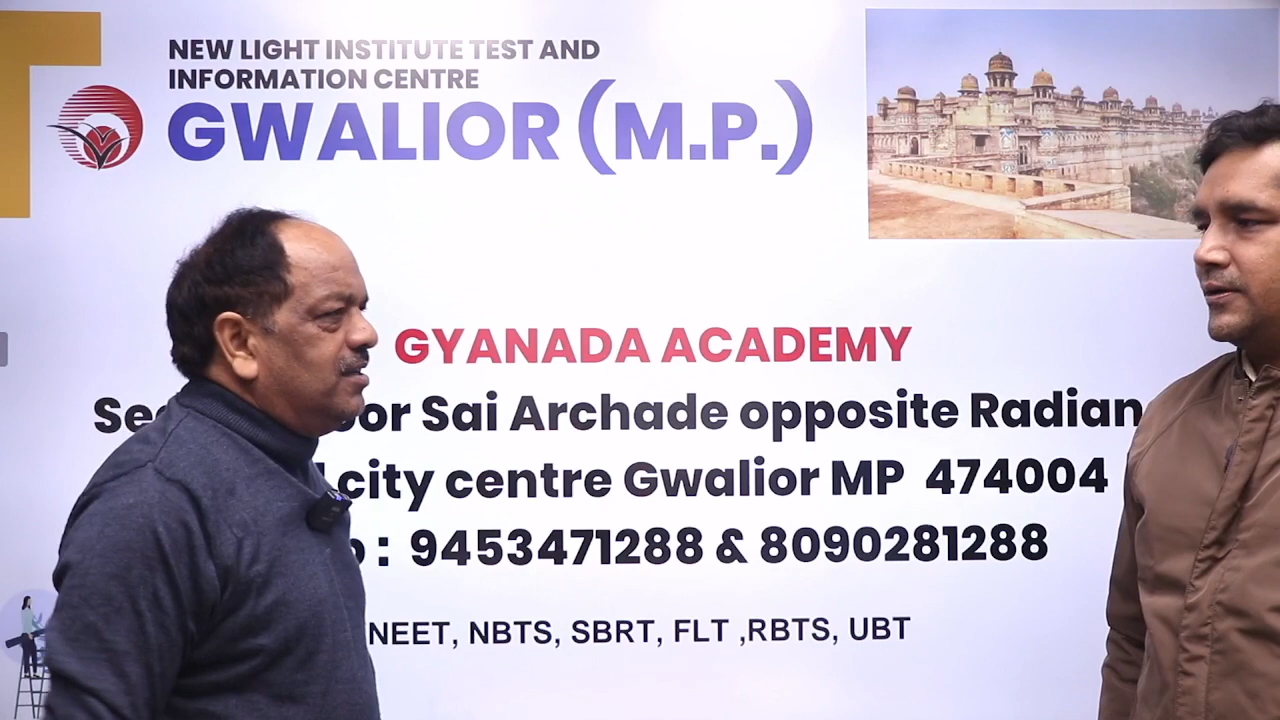 NEW LIGHT INSTITUTE TEST AND
INFORMATION CENTRE
GWALIOR (M.P.)
GYANADA ACADEMY
Sai Archade opposite Radian
city centre Gwalior MP 474004
: 9453471288 & 8090281288
NEET, NBTS, SBRT, FLT ,RBTS, UBT